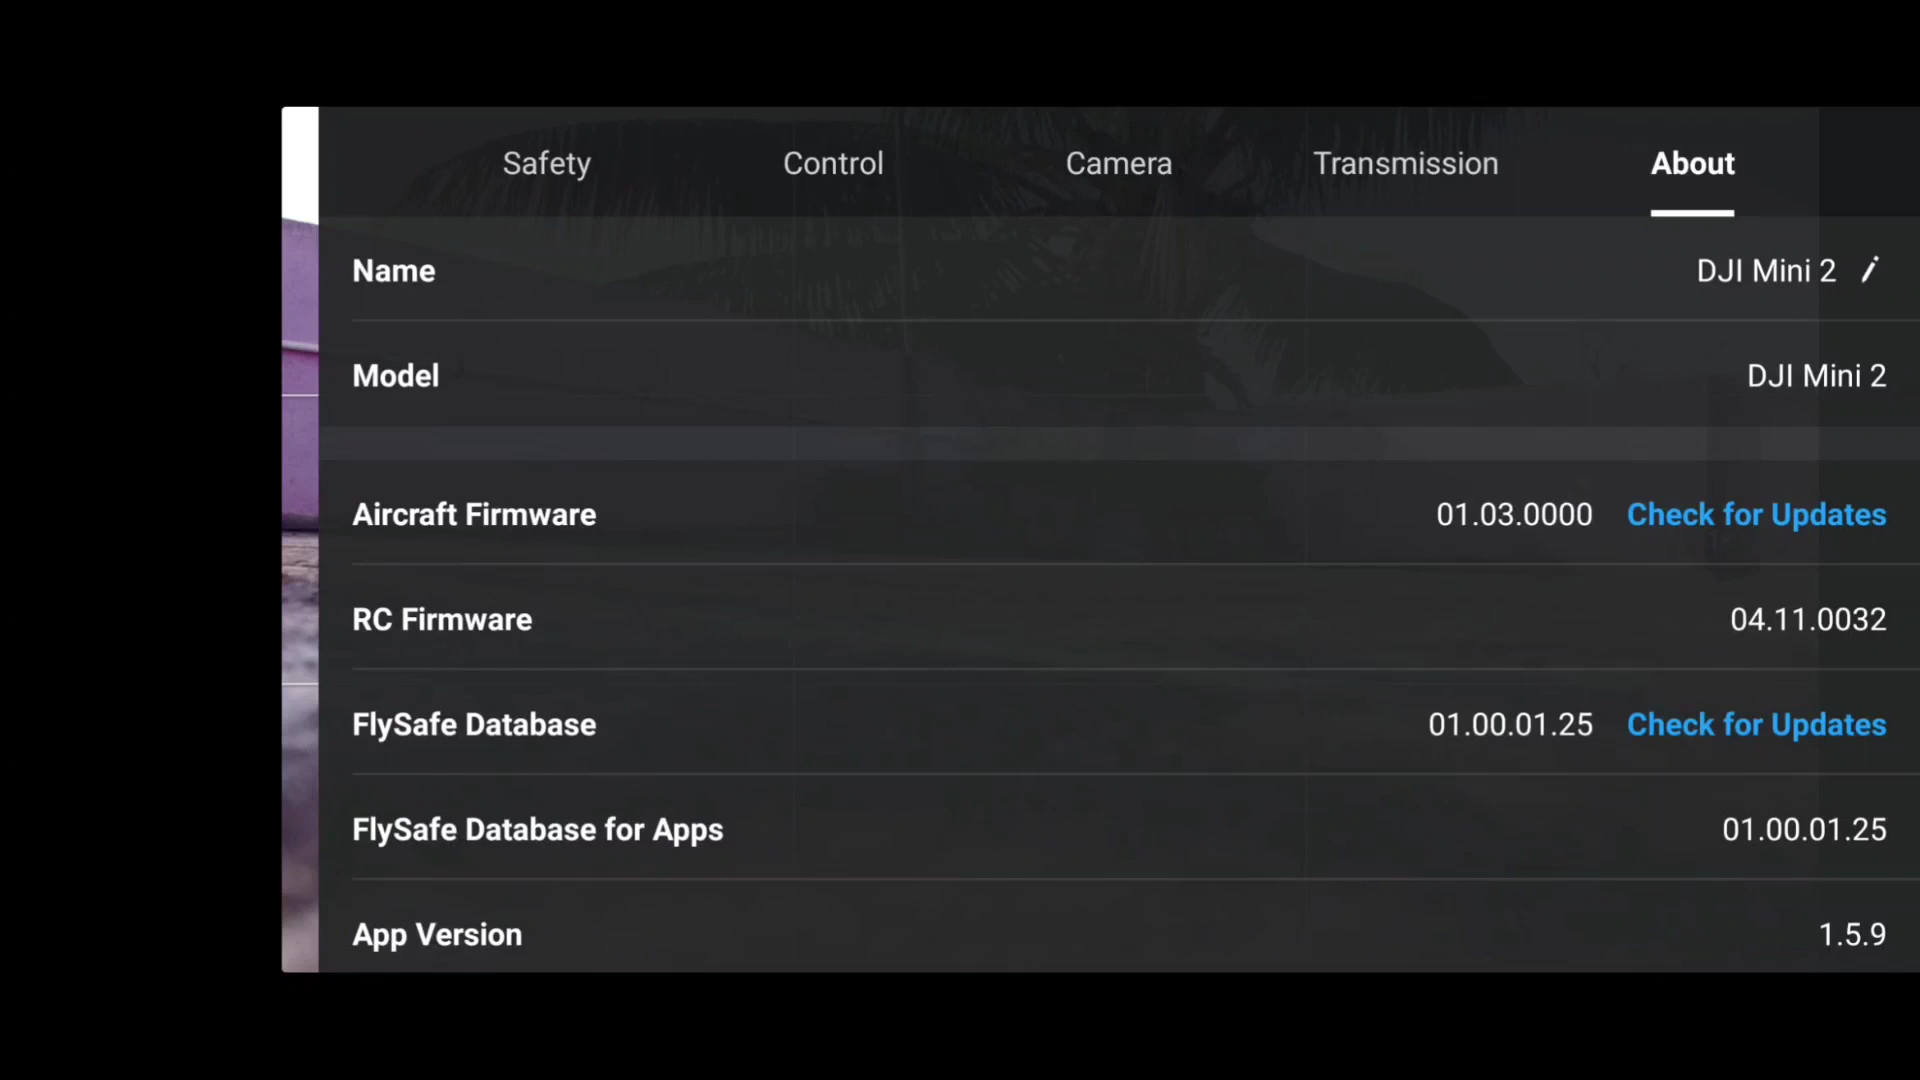 Safety Control Camera Transmission About
Name DJI Mini 2
Model DJI Mini 2
Aircraft Firmware 01.03.0000 Check for Updates
RC Firmware 04.11.0032
FlySafe Database 01.00.01.25 Check for Updates
FlySafe Database for Apps 01.00.01.25
App Version 1.5.9